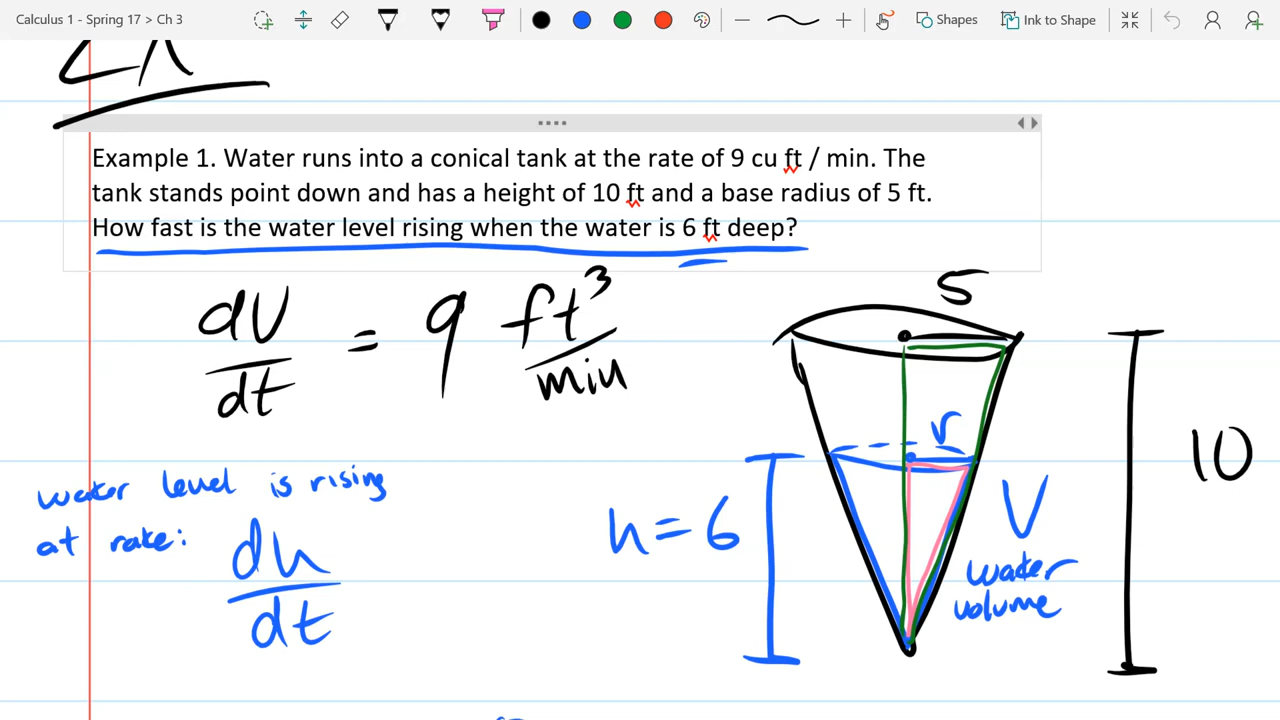 Calculus 1 - Spring 17 > Ch 3
Shapes
Ink to Shape
Example 1. Water runs into a conical tank at the rate of 9 cu ft / min. The
tank stands point down and has a height of 10 ft and a base radius of 5 ft.
How fast is the water level rising when the water is 6 ft deep?
dV/dt = 9 ft³/min
5
r
10
water level is rising
at rate:
dh/dt
h = 6
V
water
volume